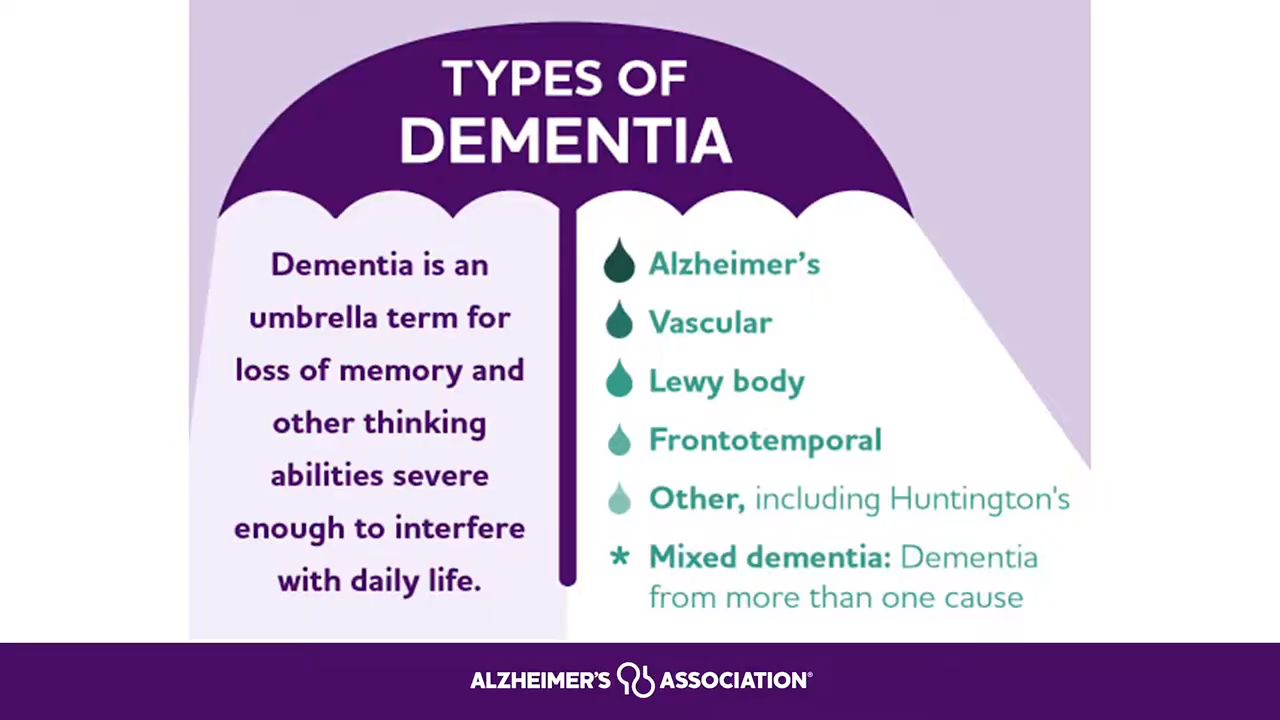 TYPES OF
DEMENTIA
Dementia is an
umbrella term for
loss of memory and
other thinking
abilities severe
enough to interfere
with daily life.
Alzheimer's
Vascular
Lewy body
Frontotemporal
Other, including Huntington's
* Mixed dementia: Dementia
from more than one cause
ALZHEIMER'S ASSOCIATION®